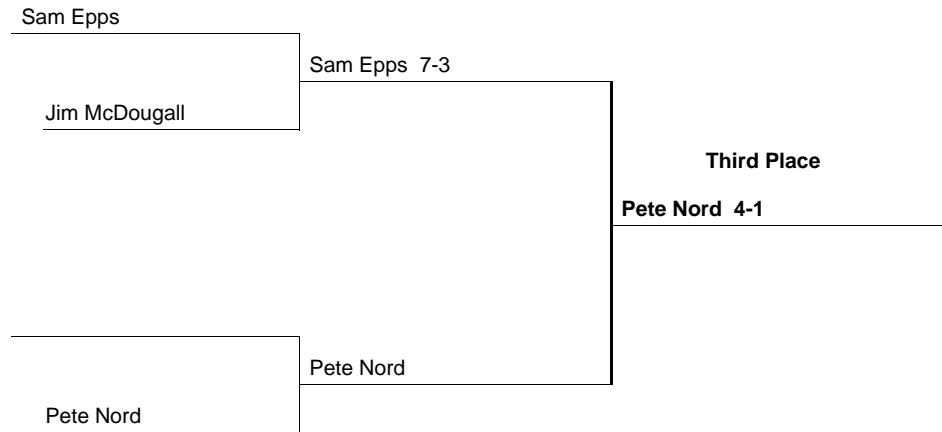 Sam Epps
Sam Epps 7-3
Jim McDougall
Third Place
Pete Nord 4-1
Pete Nord
Pete Nord